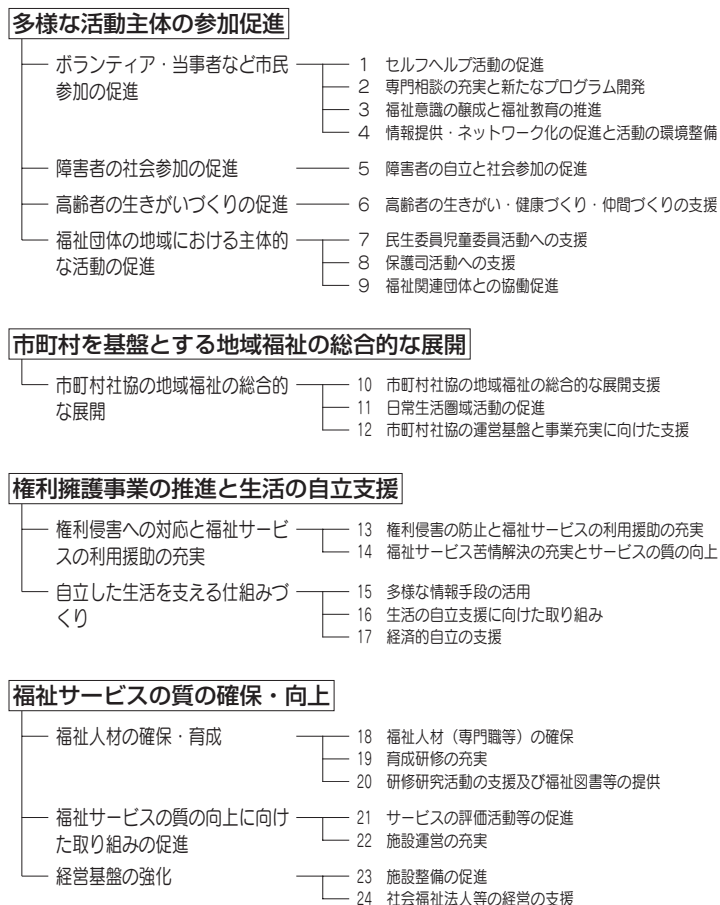 多様な活動主体の参加促進
ボランティア・当事者など市民
参加の促進
1 セルフヘルプ活動の促進
2 専門相談の充実と新たなプログラム開発
3 福祉意識の醸成と福祉教育の推進
4 情報提供・ネットワーク化の促進と活動の環境整備
障害者の社会参加の促進
5 障害者の自立と社会参加の促進
高齢者の生きがいづくりの促進
6 高齢者の生きがい・健康づくり・仲間づくりの支援
福祉団体の地域における主体的
な活動の促進
7 民生委員児童委員活動への支援
8 保護司活動への支援
9 福祉関連団体との協働促進
市町村を基盤とする地域福祉の総合的な展開
市町村社協の地域福祉の総合的
な展開
10 市町村社協の地域福祉の総合的な展開支援
11 日常生活圏域活動の促進
12 市町村社協の運営基盤と事業充実に向けた支援
権利擁護事業の推進と生活の自立支援
権利侵害への対応と福祉サービ
スの利用援助の充実
13 権利侵害の防止と福祉サービスの利用援助の充実
14 福祉サービス苦情解決の充実とサービスの質の向上
自立した生活を支える仕組みづ
くり
15 多様な情報手段の活用
16 生活の自立支援に向けた取り組み
17 経済的自立の支援
福祉サービスの質の確保・向上
福祉人材の確保・育成
18 福祉人材（専門職等）の確保
19 育成研修の充実
20 研修研究活動の支援及び福祉図書等の提供
福祉サービスの質の向上に向け
た取り組みの促進
21 サービスの評価活動等の促進
22 施設運営の充実
経営基盤の強化
23 施設整備の促進
24 社会福祉法人等の経営の支援